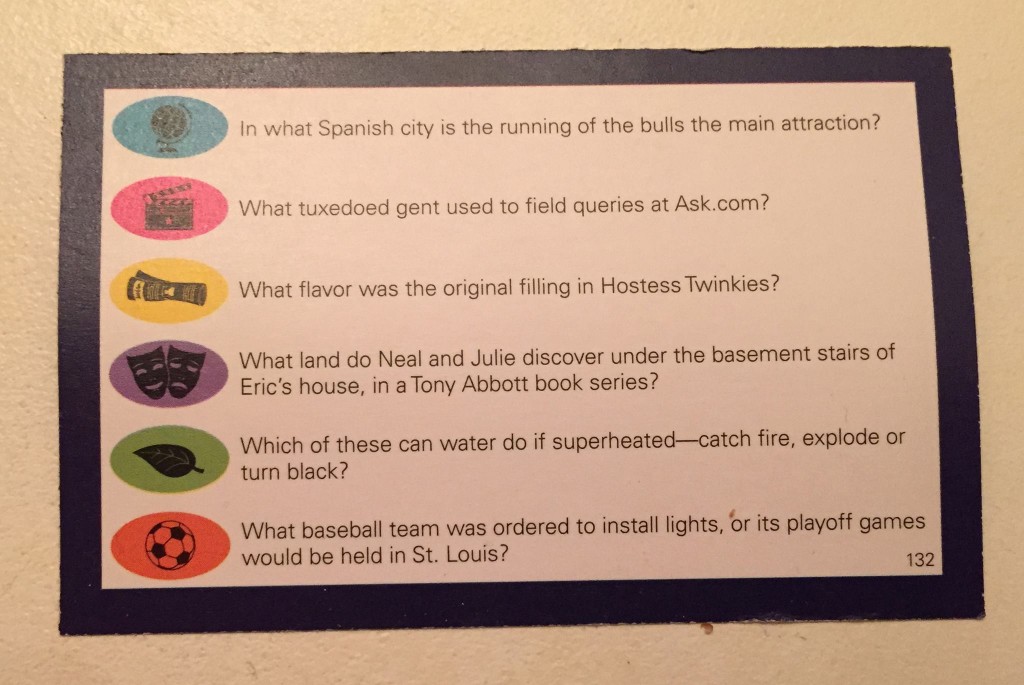 In what Spanish city is the running of the bulls the main attraction?
What tuxedoed gent used to field queries at Ask.com?
What flavor was the original filling in Hostess Twinkies?
What land do Neal and Julie discover under the basement stairs of
Eric's house, in a Tony Abbott book series?
Which of these can water do if superheated—catch fire, explode or
turn black?
What baseball team was ordered to install lights, or its playoff games
would be held in St. Louis?
132